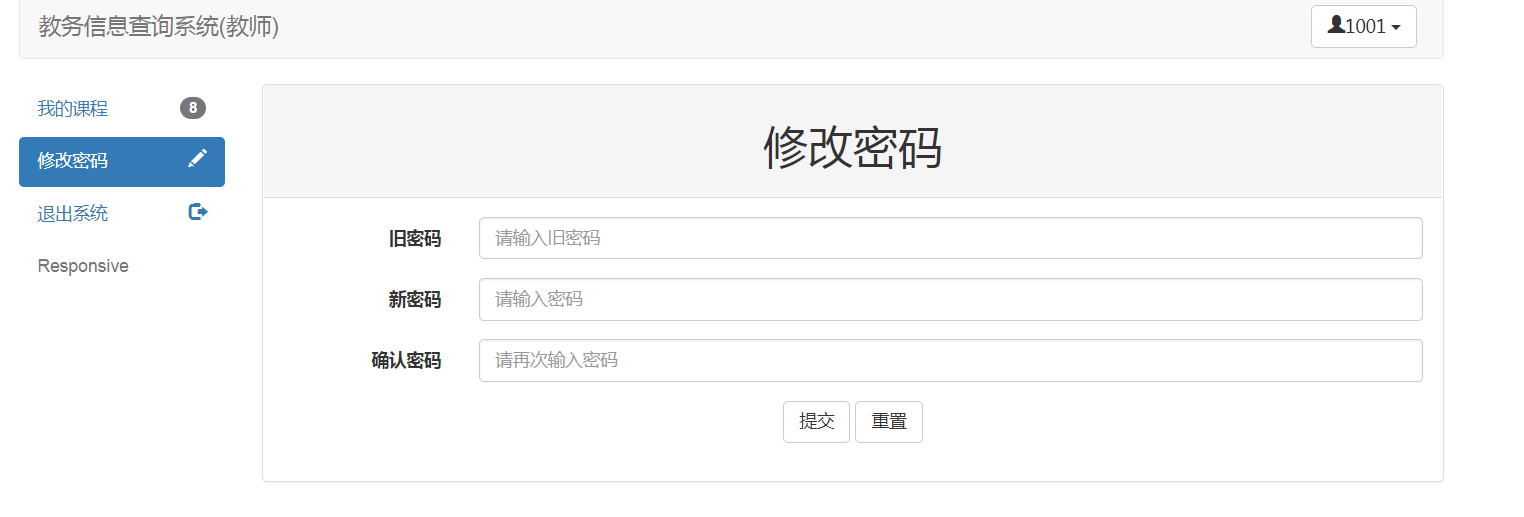 教务信息查询系统(教师)
1001
我的课程 8
修改密码
退出系统
Responsive
修改密码
旧密码 请输入旧密码
新密码 请输入密码
确认密码 请再次输入密码
提交 重置